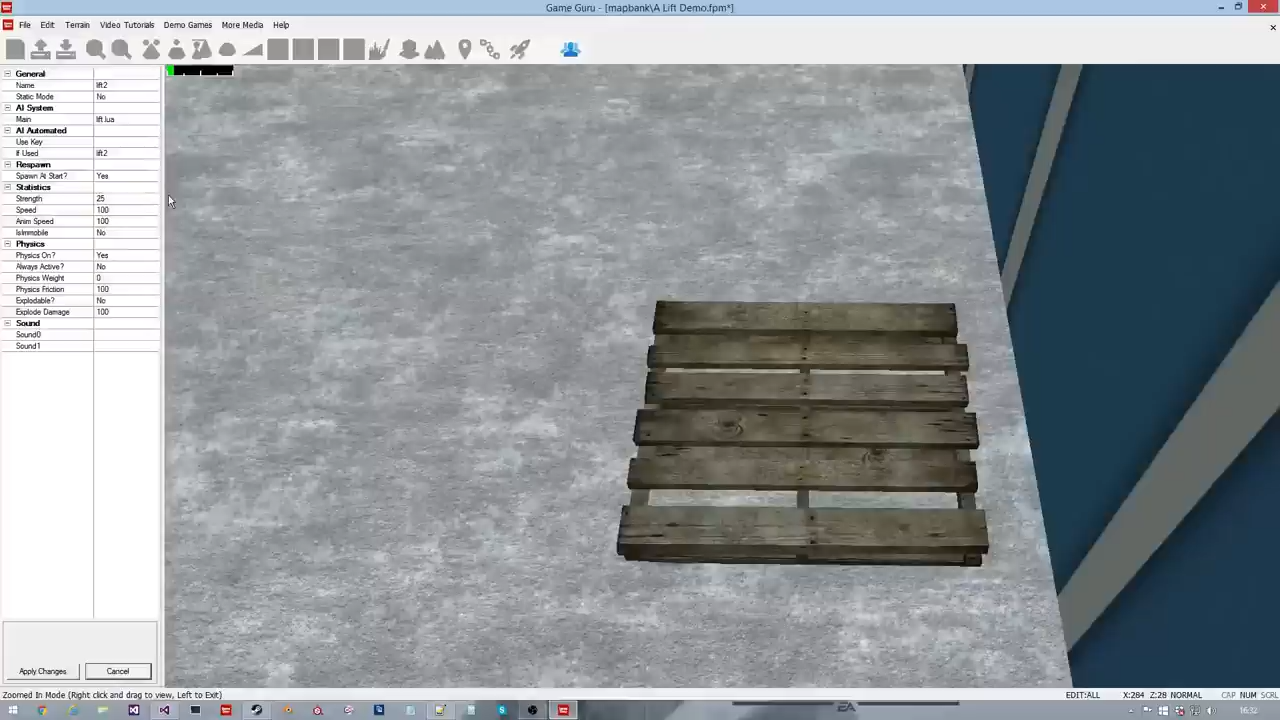 Game Guru - [mapbank\A Lift Demo.fpm*]
File Edit Terrain Video Tutorials Demo Games More Media Help
General
Name lift2
Static Mode No
AI System
Main lift.lua
AI Automated
Use Key
If Used lift2
Respawn
Spawn At Start? Yes
Statistics
Strength 25
Speed 100
Anim Speed 100
IsImmobile No
Physics
Physics On? Yes
Always Active? No
Physics Weight 0
Physics Friction 100
Explodable? No
Explode Damage 100
Sound
Sound0
Sound1
Apply Changes Cancel
Zoomed In Mode (Right click and drag to view, Left to Exit) EDIT:ALL X:284 Z:28 NORMAL CAP NUM SCRL
EA 16:32